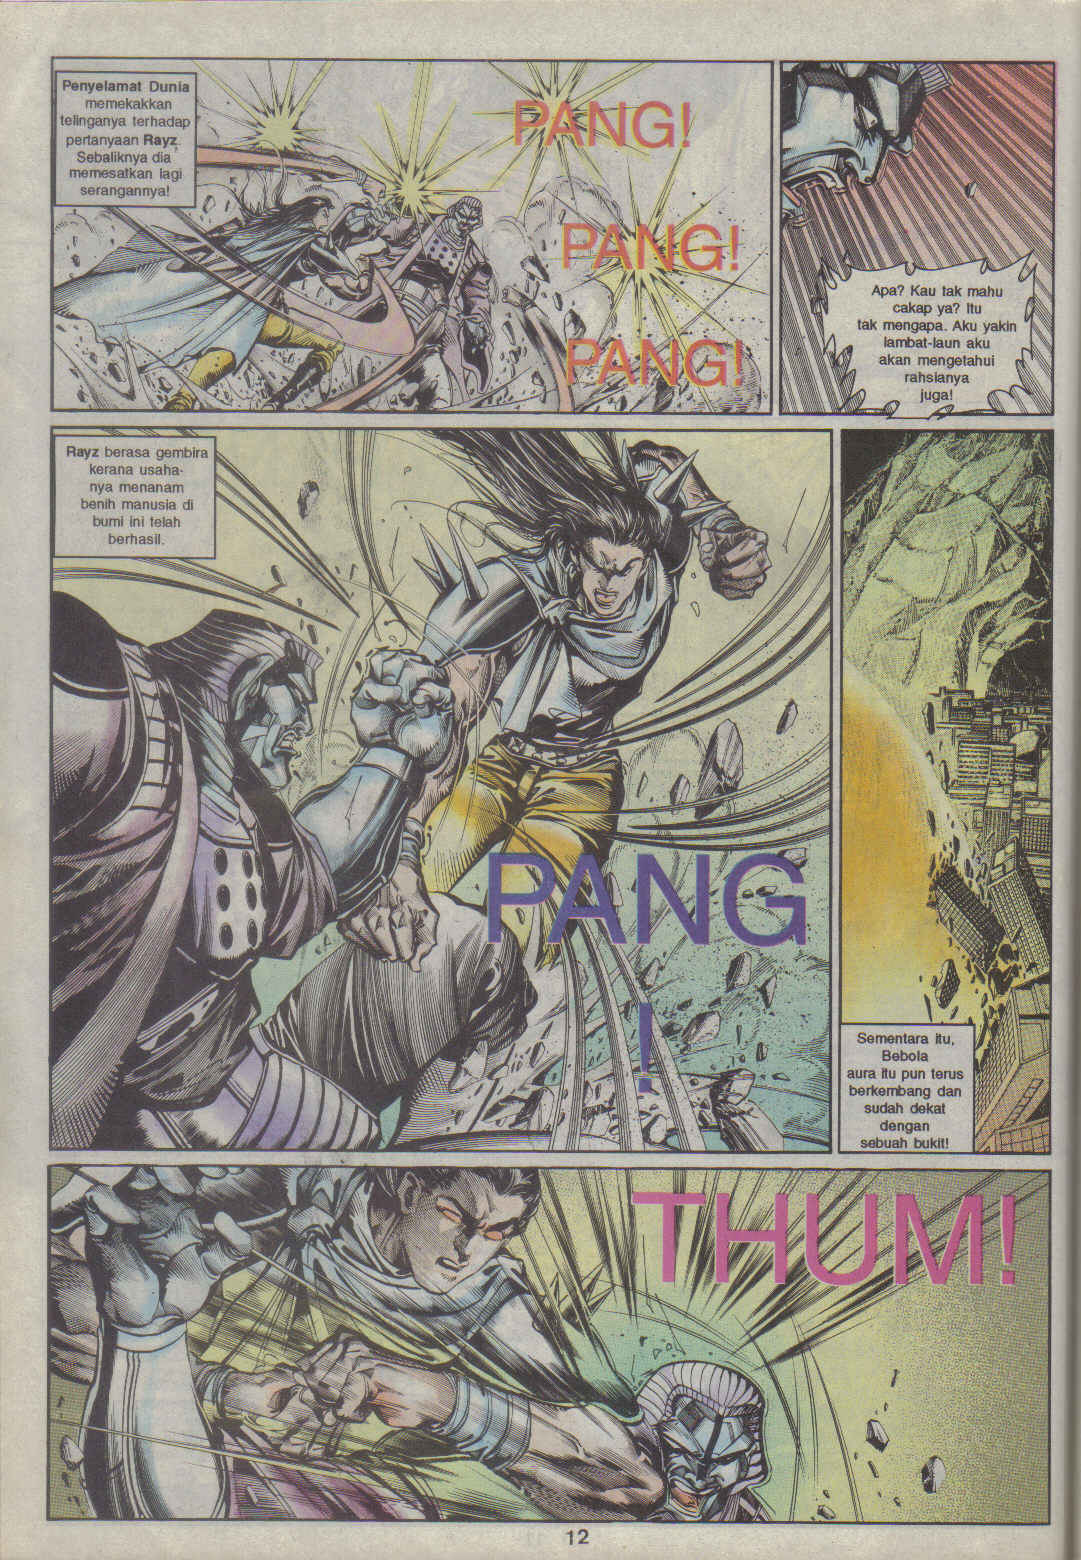 Penyelamat Dunia
memekakkan
telinganya terhadap
pertanyaan Rayz.
Sebaliknya dia
memesatkan lagi
serangannya!
PANG!
PANG!
PANG!
Apa? Kau tak mahu
cakap ya? Itu
tak mengapa. Aku yakin
lambat-laun aku
akan mengetahui
rahsianya
juga!
Rayz berasa gembira
kerana usaha-
nya menanam
benih manusia di
bumi ini telah
berhasil.
PANG
!
Sementara itu,
Bebola
aura itu pun terus
berkembang dan
sudah dekat
dengan
sebuah bukit!
THUM!
12